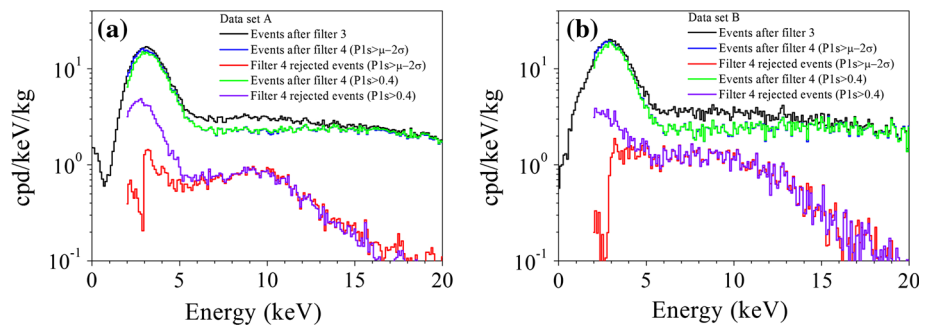 (a)
Data set A
Events after filter 3
Events after filter 4 (P1s>μ−2σ)
Filter 4 rejected events (P1s>μ−2σ)
Events after filter 4 (P1s>0.4)
Filter 4 rejected events (P1s>0.4)
cpd/keV/kg
10¹
10⁰
10⁻¹
0 5 10 15 20
Energy (keV)
(b)
Data set B
Events after filter 3
Events after filter 4 (P1s>μ−2σ)
Filter 4 rejected events (P1s>μ−2σ)
Events after filter 4 (P1s>0.4)
Filter 4 rejected events (P1s>0.4)
cpd/keV/kg
10¹
10⁰
10⁻¹
0 5 10 15 20
Energy (keV)